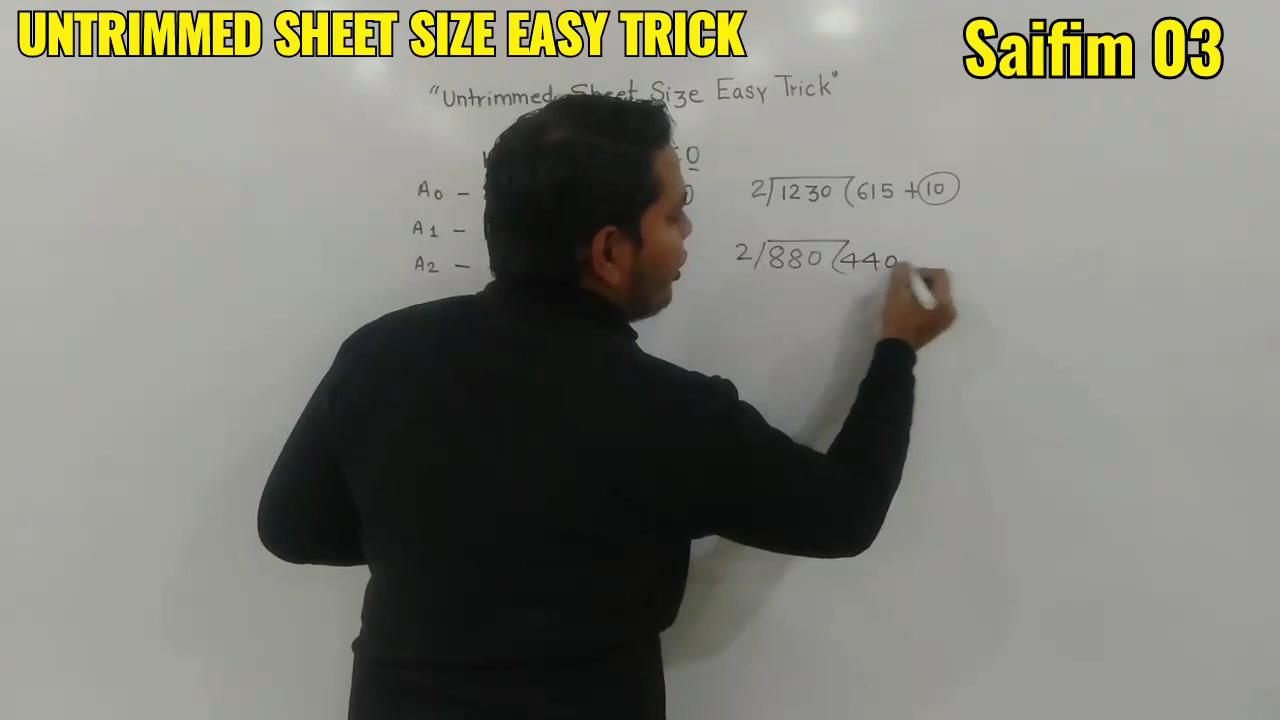 UNTRIMMED SHEET SIZE EASY TRICK
Saifim 03
"Untrimmed Sheet Size Easy Trick"
A0 -
A1 -
A2 -
2/1230(615 +10
2/880(440